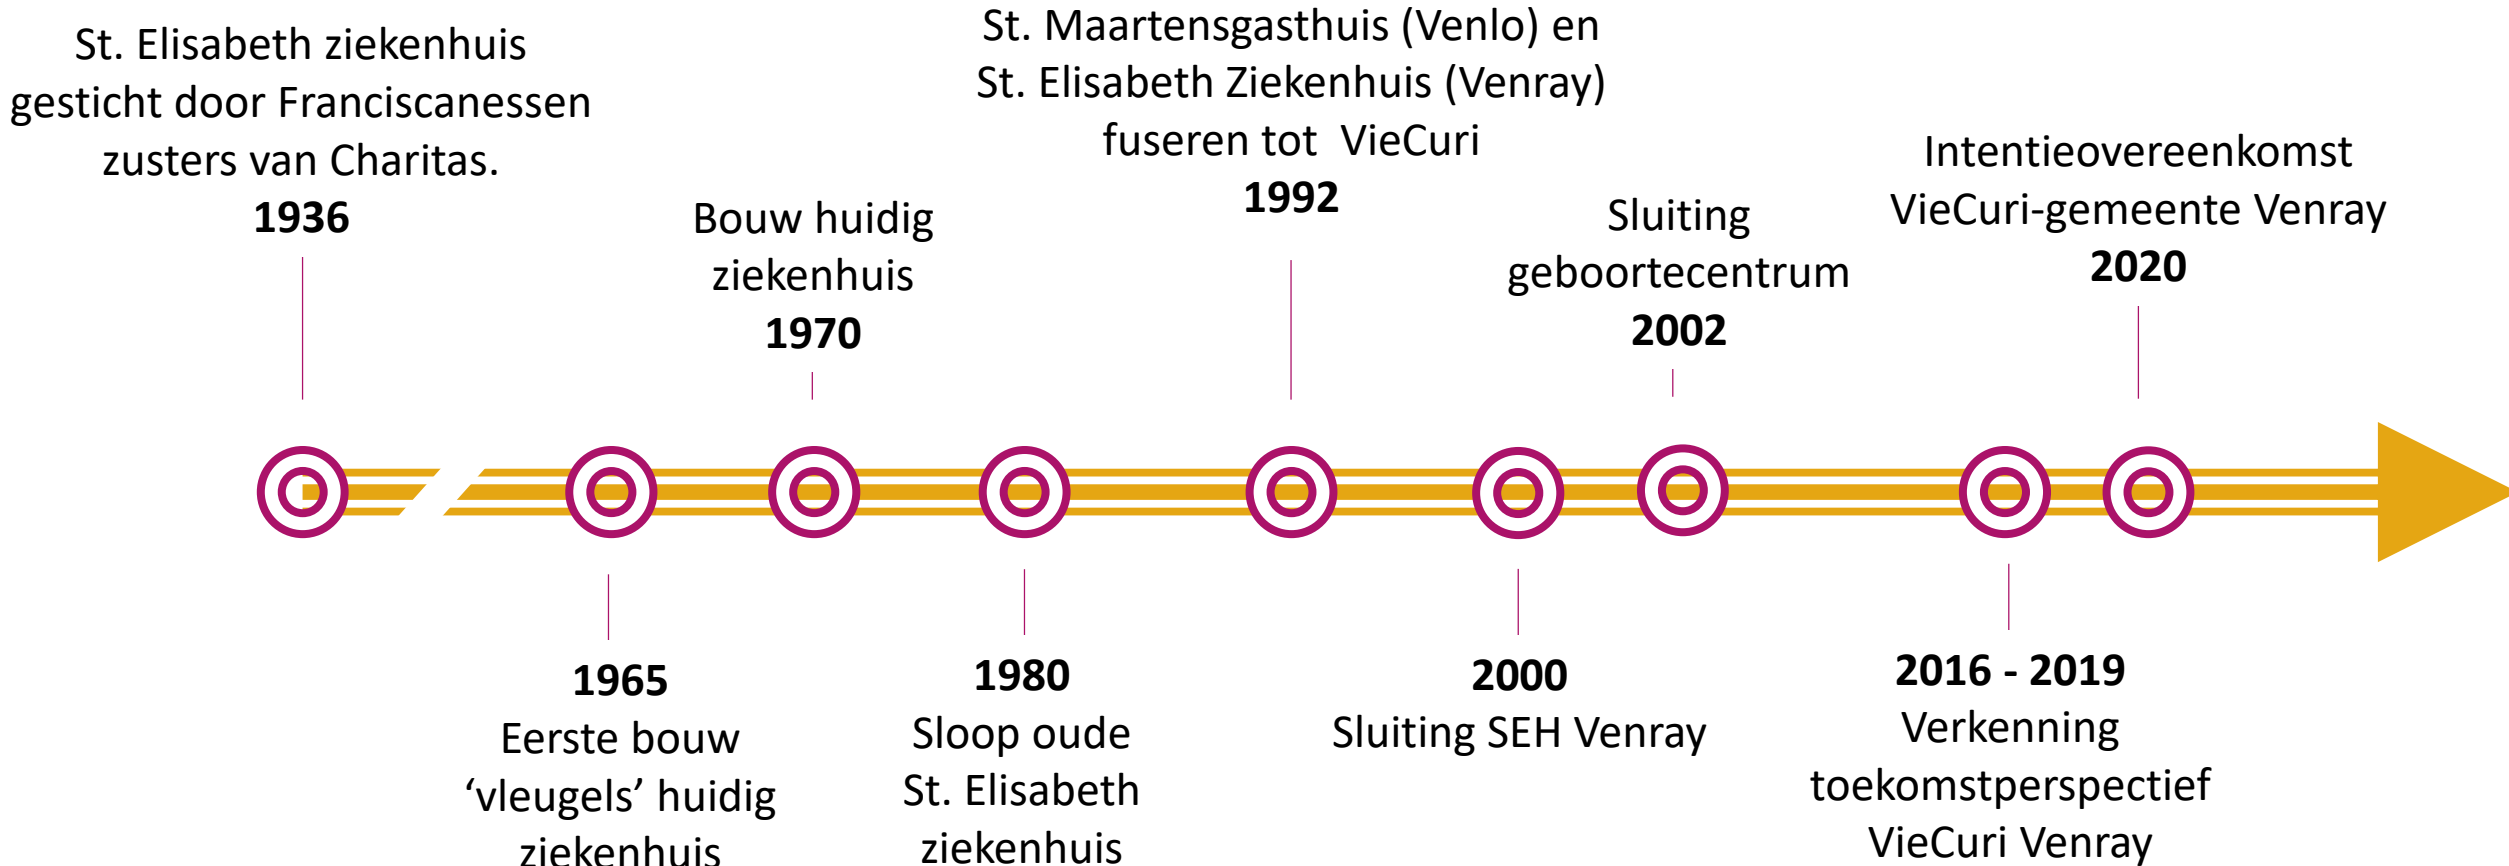 St. Elisabeth ziekenhuis
gesticht door Franciscanessen
zusters van Charitas.
1936
1965
Eerste bouw
‘vleugels’ huidig
ziekenhuis
Bouw huidig
ziekenhuis
1970
1980
Sloop oude
St. Elisabeth
ziekenhuis
St. Maartensgasthuis (Venlo) en
St. Elisabeth Ziekenhuis (Venray)
fuseren tot VieCuri
1992
2000
Sluiting SEH Venray
Sluiting
geboortecentrum
2002
2016 - 2019
Verkenning
toekomstperspectief
VieCuri Venray
Intentieovereenkomst
VieCuri-gemeente Venray
2020